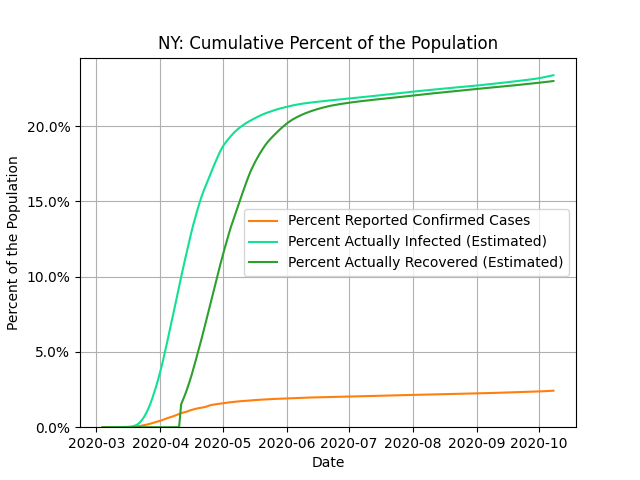 NY: Cumulative Percent of the Population
Percent of the Population
20.0%
15.0%
10.0%
5.0%
0.0%
Percent Reported Confirmed Cases
Percent Actually Infected (Estimated)
Percent Actually Recovered (Estimated)
2020-03 2020-04 2020-05 2020-06 2020-07 2020-08 2020-09 2020-10
Date